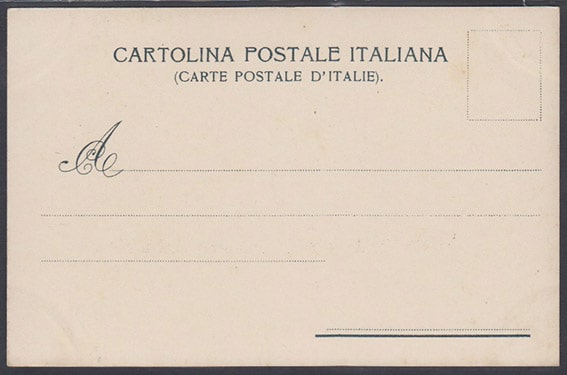 CARTOLINA POSTALE ITALIANA
(CARTE POSTALE D'ITALIE).
A